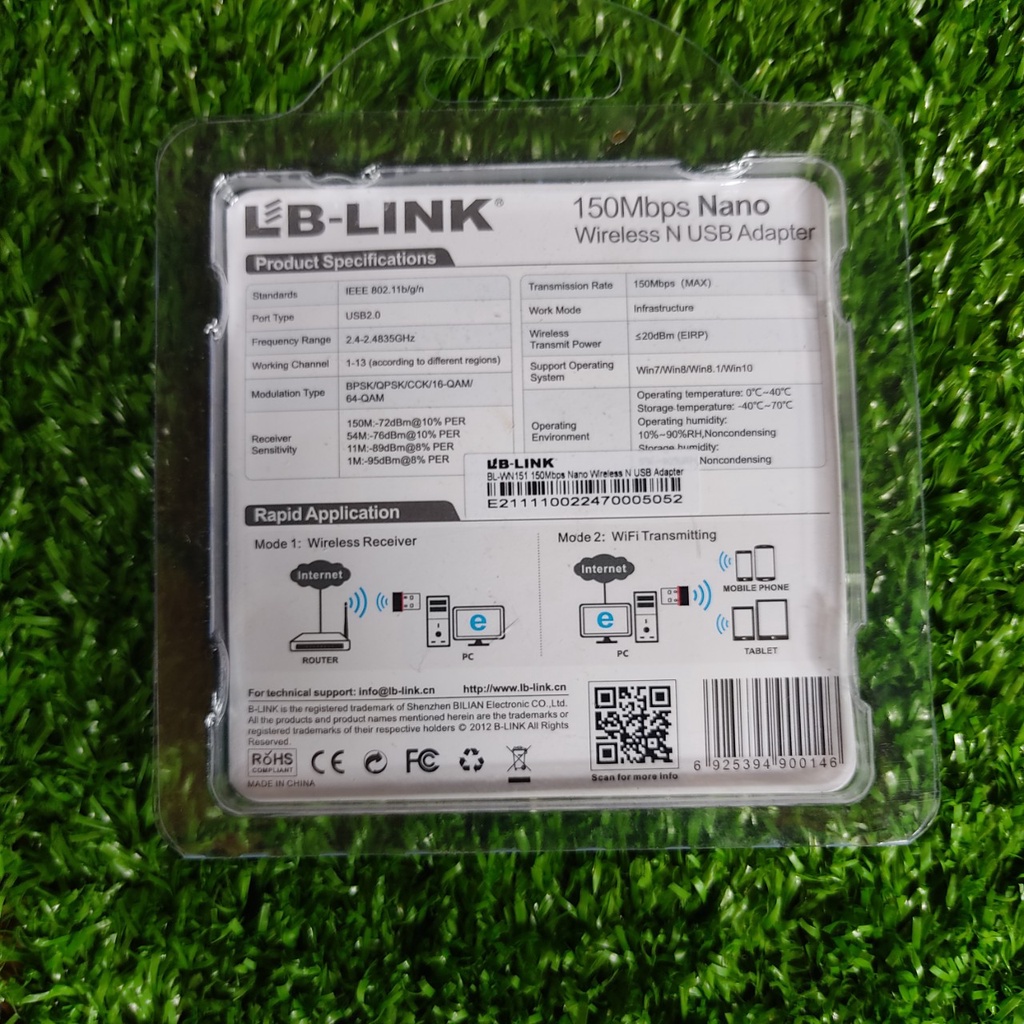 LB-LINK®
150Mbps Nano
Wireless N USB Adapter
Product Specifications
Standards IEEE 802.11b/g/n
Port Type USB2.0
Frequency Range 2.4-2.4835GHz
Working Channel 1-13 (according to different regions)
Modulation Type BPSK/QPSK/CCK/16-QAM/
64-QAM
Receiver
Sensitivity
150M:-72dBm@10% PER
54M:-76dBm@10% PER
11M:-89dBm@8% PER
1M:-95dBm@8% PER
Transmission Rate 150Mbps (MAX)
Work Mode Infrastructure
Wireless
Transmit Power
≤20dBm (EIRP)
Support Operating
System
Win7/Win8/Win8.1/Win10
Operating
Environment
Operating temperature: 0℃~40℃
Storage temperature: -40℃~70℃
Operating humidity:
10%~90%RH,Noncondensing
Storage humidity:
Noncondensing
LB-LINK
BL-WN151 150Mbps Nano Wireless N USB Adapter
E2111110022470005052
Rapid Application
Mode 1: Wireless Receiver
Internet
ROUTER
PC
Mode 2: WiFi Transmitting
Internet
PC
MOBILE PHONE
TABLET
For technical support: info@lb-link.cn http://www.lb-link.cn
B-LINK is the registered trademark of Shenzhen BILIAN Electronic CO.,Ltd.
All the products and product names mentioned herein are the trademarks or
registered trademarks of their respective holders © 2012 B-LINK All Rights
Reserved.
RoHS
COMPLIANT
CE
FC
MADE IN CHINA
Scan for more info
6 925394 900146